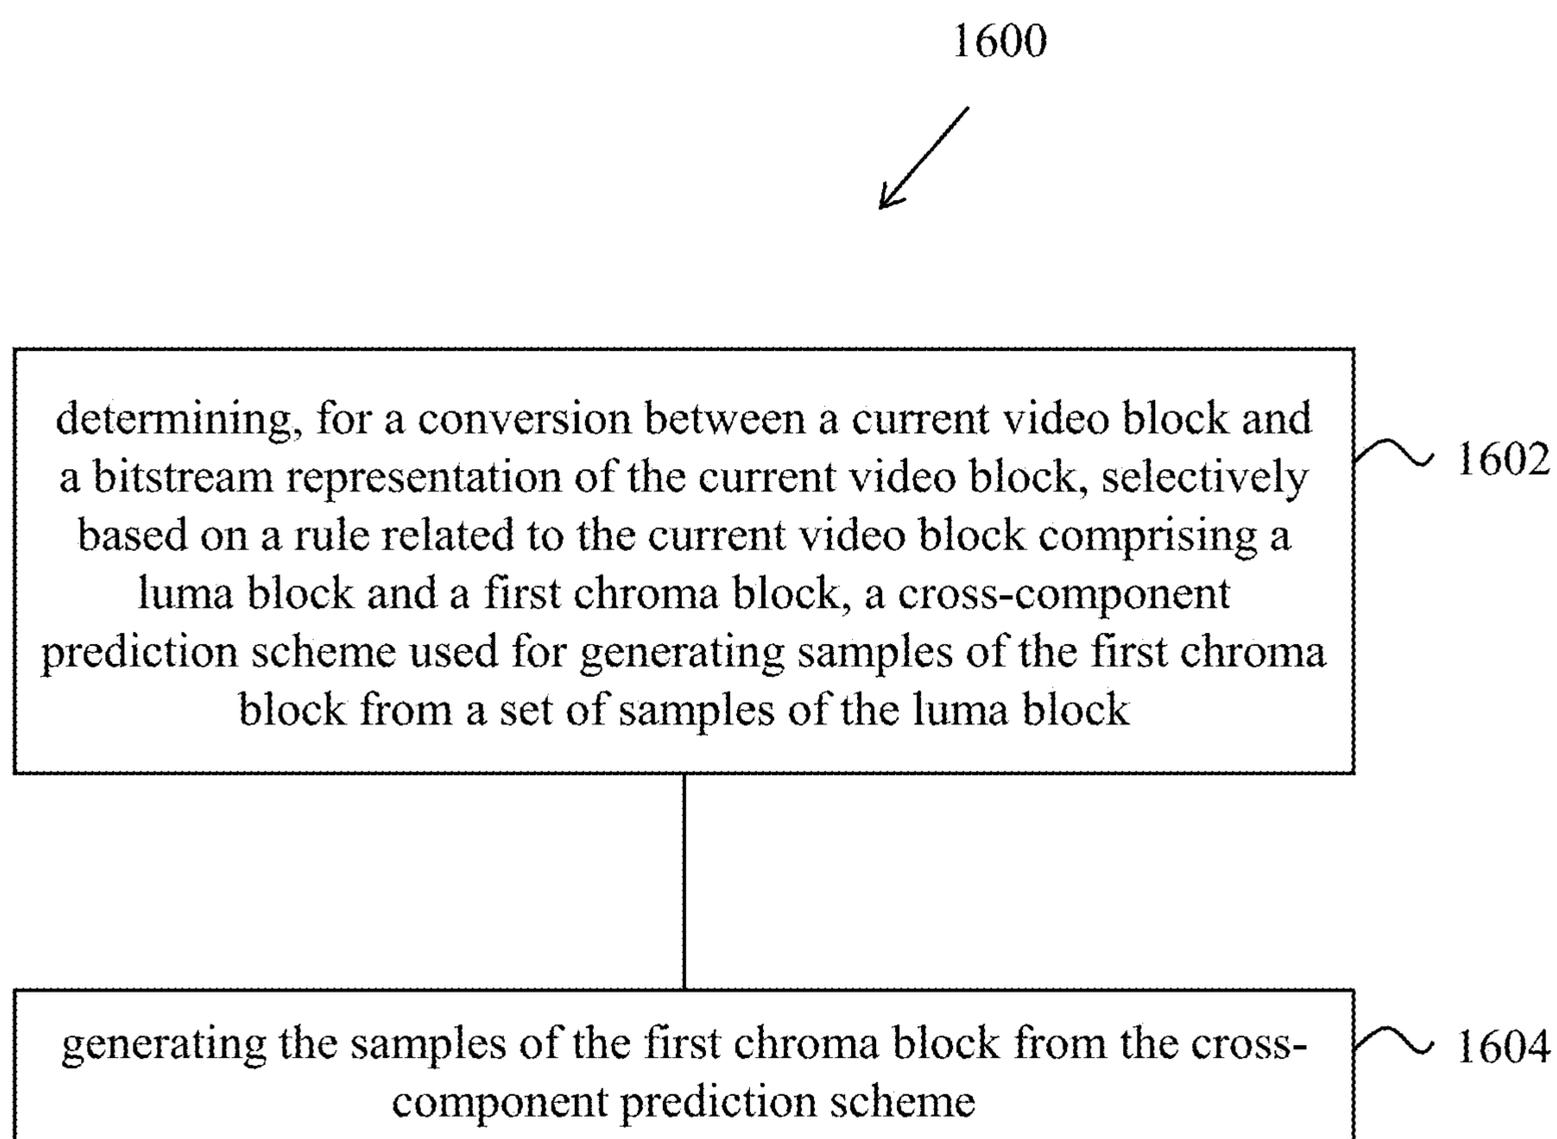 1600
determining, for a conversion between a current video block and
a bitstream representation of the current video block, selectively
based on a rule related to the current video block comprising a
luma block and a first chroma block, a cross-component
prediction scheme used for generating samples of the first chroma
block from a set of samples of the luma block
1602
generating the samples of the first chroma block from the cross-
component prediction scheme
1604